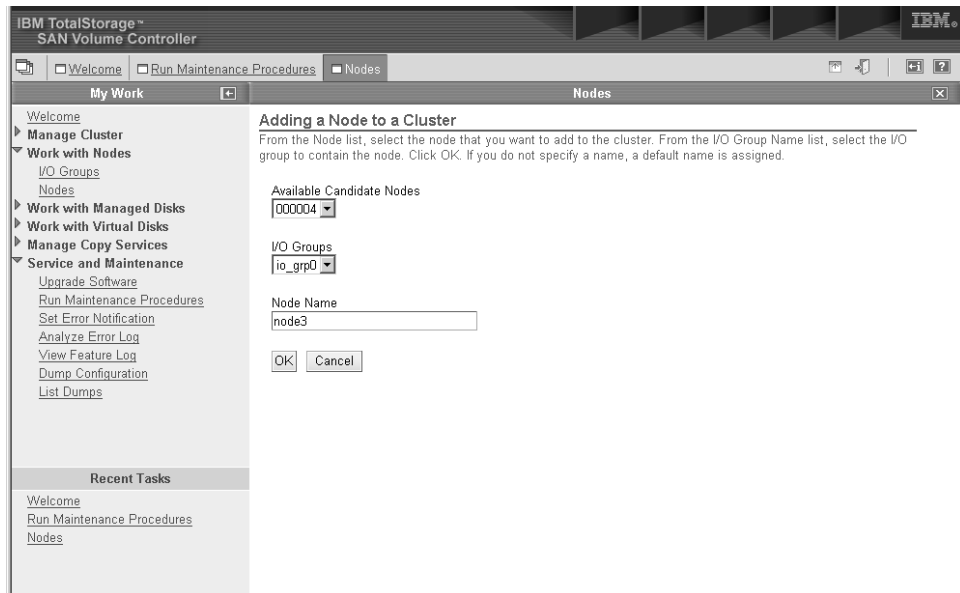 IBM TotalStorage™
SAN Volume Controller
IBM®
Welcome
Run Maintenance Procedures
Nodes
My Work
Nodes
Welcome
Manage Cluster
Work with Nodes
I/O Groups
Nodes
Work with Managed Disks
Work with Virtual Disks
Manage Copy Services
Service and Maintenance
Upgrade Software
Run Maintenance Procedures
Set Error Notification
Analyze Error Log
View Feature Log
Dump Configuration
List Dumps
Recent Tasks
Welcome
Run Maintenance Procedures
Nodes
Adding a Node to a Cluster
From the Node list, select the node that you want to add to the cluster. From the I/O Group Name list, select the I/O
group to contain the node. Click OK. If you do not specify a name, a default name is assigned.
Available Candidate Nodes
000004
I/O Groups
io_grp0
Node Name
node3
OK
Cancel